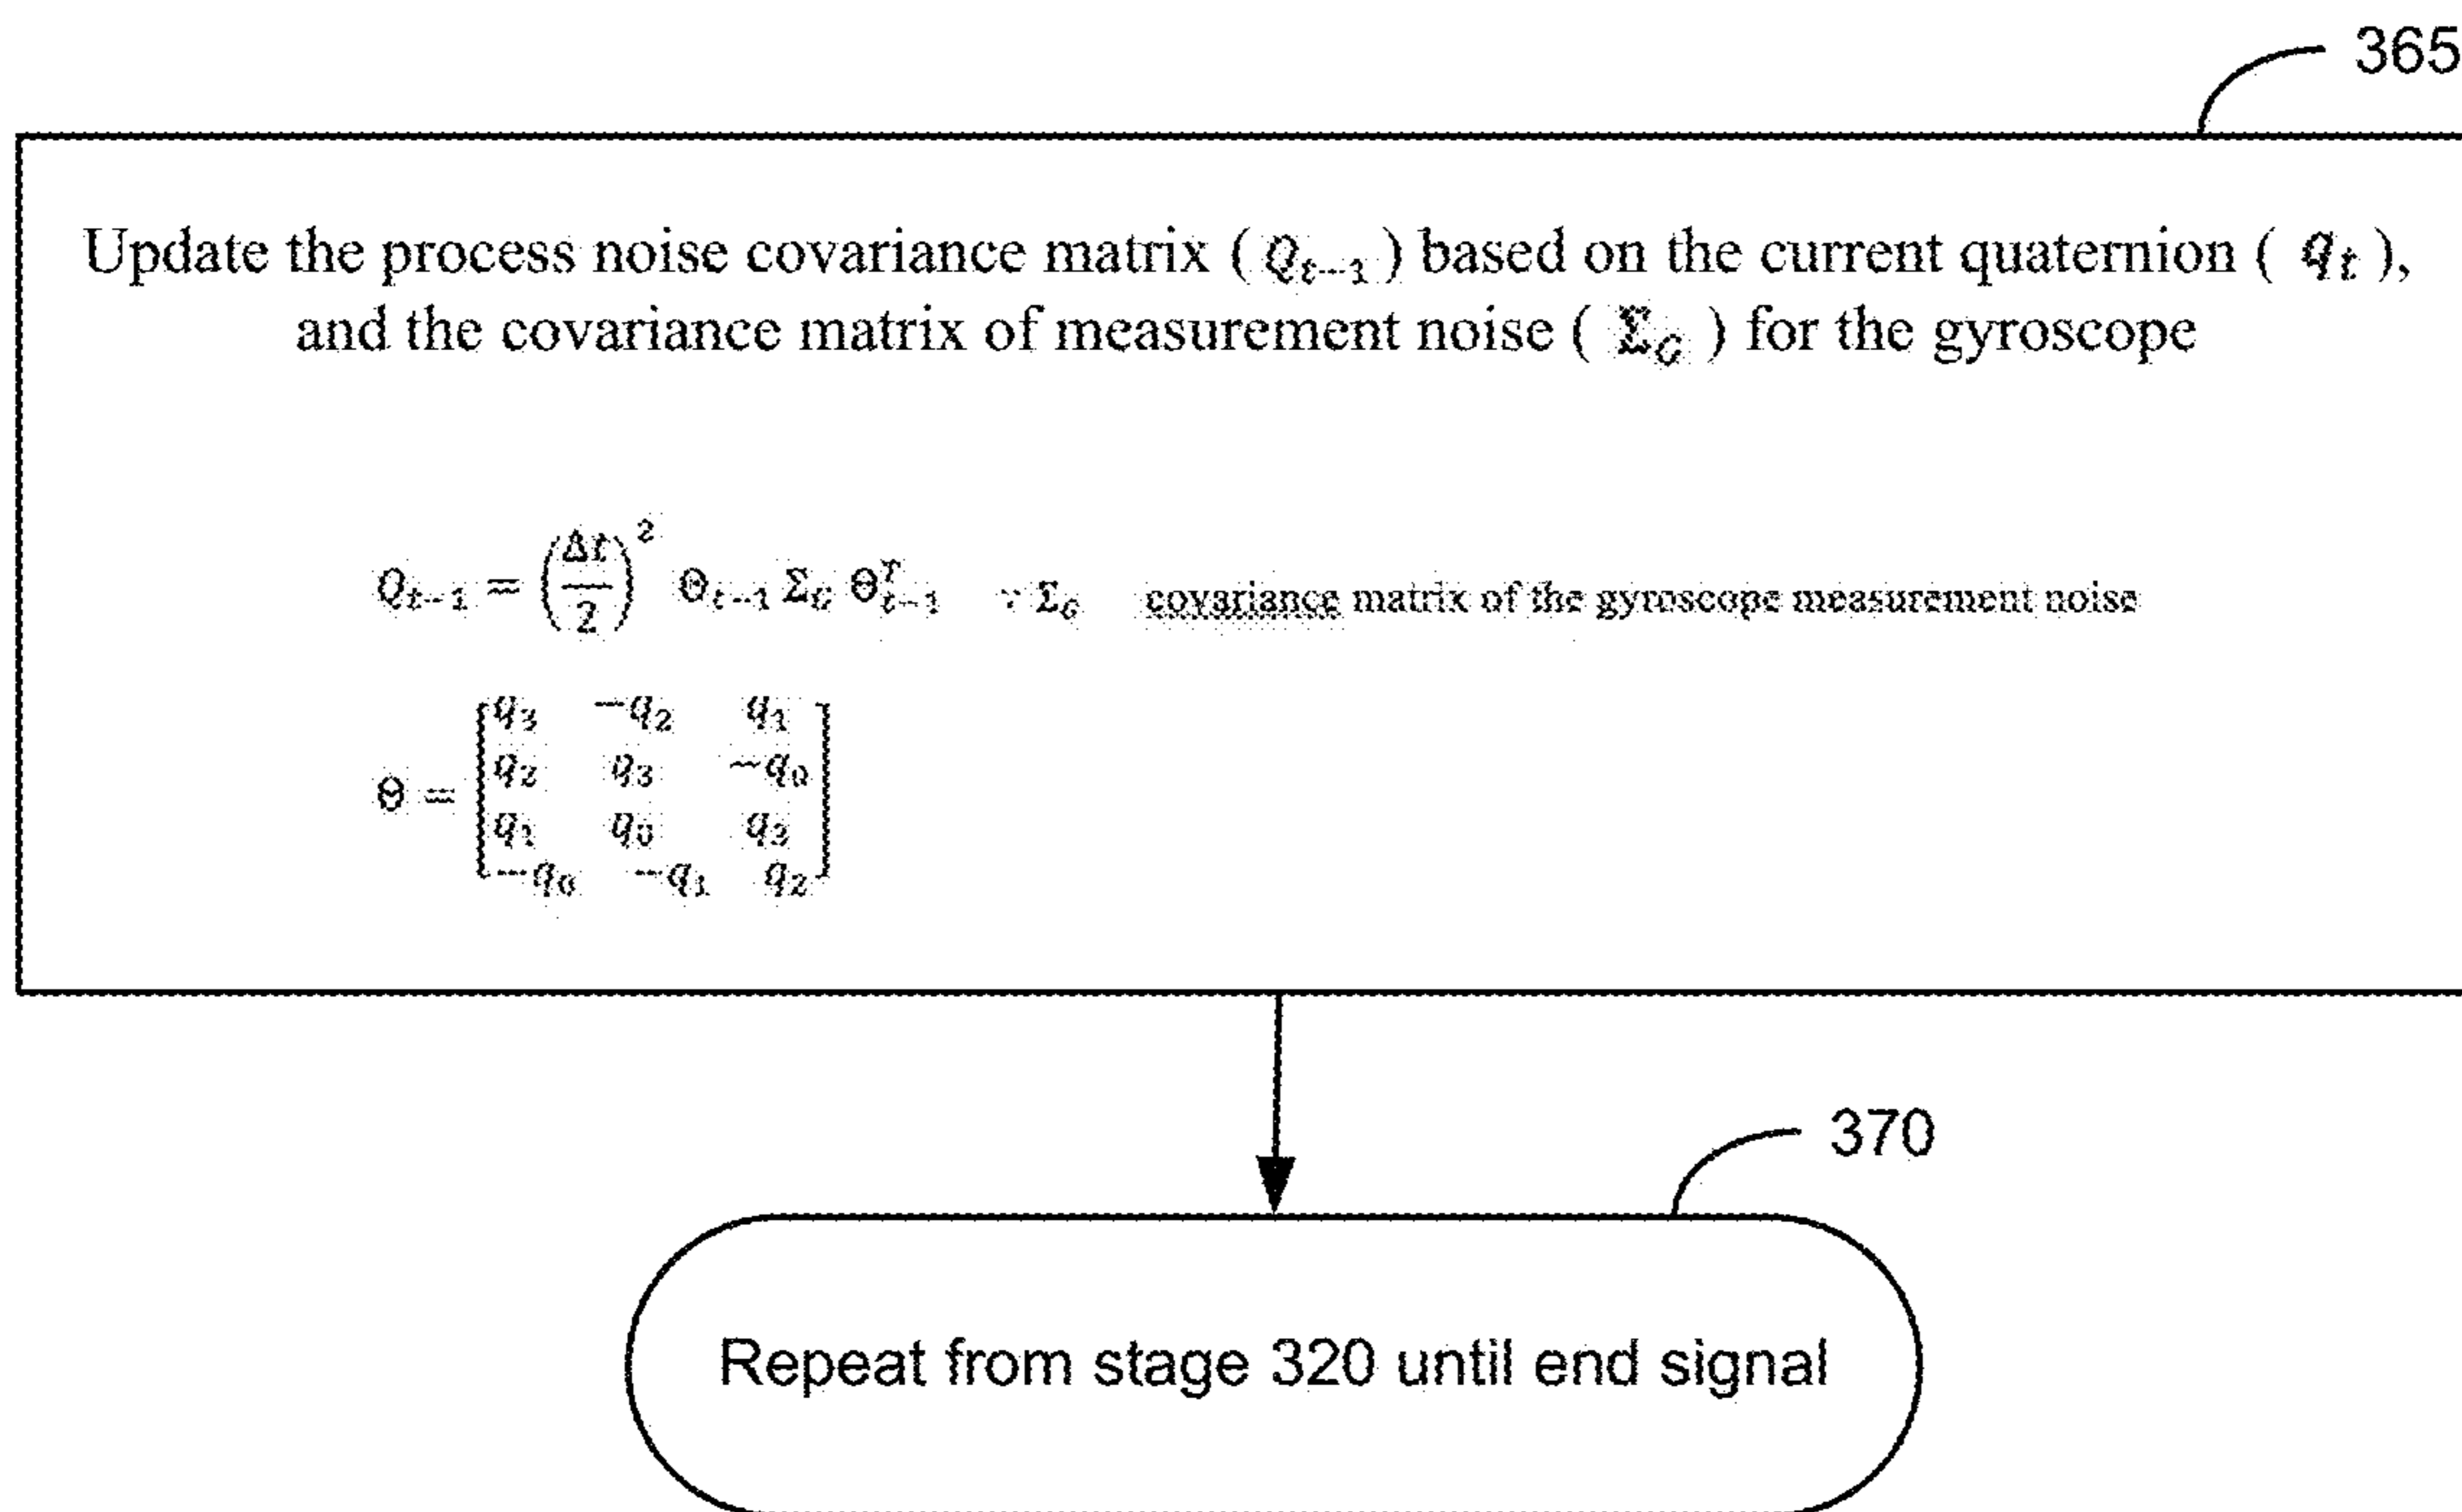 365
Update the process noise covariance matrix ( Q_{t-1} ) based on the current quaternion ( q_t ),
and the covariance matrix of measurement noise ( Σ_G ) for the gyroscope
Q_{t-1} = (Δt/2)^2 Θ_{t-1} Σ_G Θ^T_{t-1} ∵ Σ_G covariance matrix of the gyroscope measurement noise
q_3 -q_2 q_1
q_2 q_3 -q_0
Θ =
q_1 q_0 q_3
-q_0 -q_1 q_2
370
Repeat from stage 320 until end signal